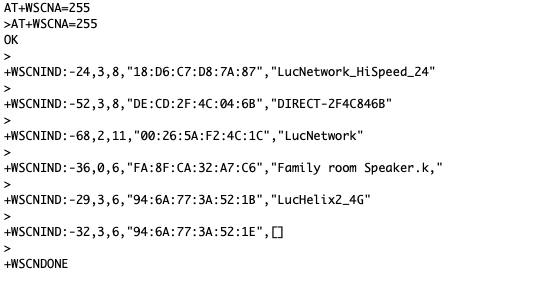 AT+WSCNA=255
>AT+WSCNA=255
OK
>
+WSCNIND:-24,3,8,"18:D6:C7:D8:7A:87","LucNetwork_HiSpeed_24"
>
+WSCNIND:-52,3,8,"DE:CD:2F:4C:04:6B","DIRECT-2F4C846B"
>
+WSCNIND:-68,2,11,"00:26:5A:F2:4C:1C","LucNetwork"
>
+WSCNIND:-36,0,6,"FA:8F:CA:32:A7:C6","Family room Speaker.k,"
>
+WSCNIND:-29,3,6,"94:6A:77:3A:52:1B","LucHelix2_4G"
>
+WSCNIND:-32,3,6,"94:6A:77:3A:52:1E",[]
>
+WSCNDONE